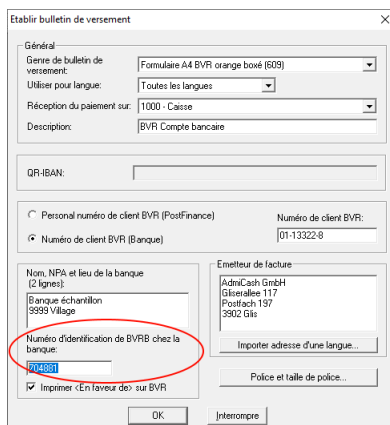 Etablir bulletin de versement
Général
Genre de bulletin de
versement:
Formulaire A4 BVR orange boxé (609)
Utiliser pour langue:
Toutes les langues
Réception du paiement sur:
1000 - Caisse
Description:
BVR Compte bancaire
QR-IBAN:
Personal numéro de client BVR (PostFinance)
Numéro de client BVR (Banque)
Numéro de client BVR:
01-13322-8
Nom, NPA et lieu de la banque
(2 lignes):
Banque échantillon
9999 Village
Numéro d'identification de BVRB chez la
banque:
704881
Imprimer <En faveur de> sur BVR
Emetteur de facture
AdmiCash GmbH
Gliserallee 117
Postfach 197
3902 Glis
Importer adresse d'une langue...
Police et taille de police...
OK
Interrompre